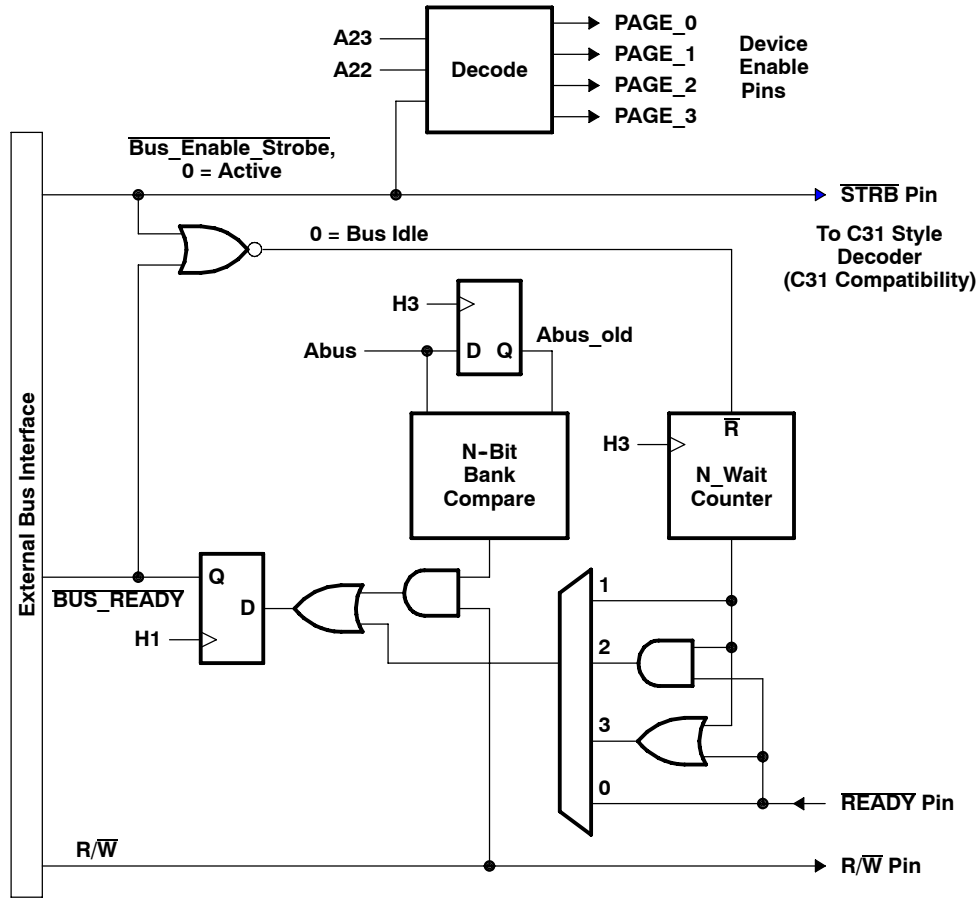 PAGE_0
A23
PAGE_1
Device
Enable
Pins
A22
Decode
PAGE_2
PAGE_3
Bus_Enable_Strobe,
0 = Active
STRB Pin
0 = Bus Idle
To C31 Style
Decoder
(C31 Compatibility)
H3
Abus_old
Abus
D Q
R
H3
N-Bit
Bank
Compare
N_Wait
Counter
External Bus Interface
Q
1
BUS_READY
D
H1
2
3
0
READY Pin
R/W
R/W Pin